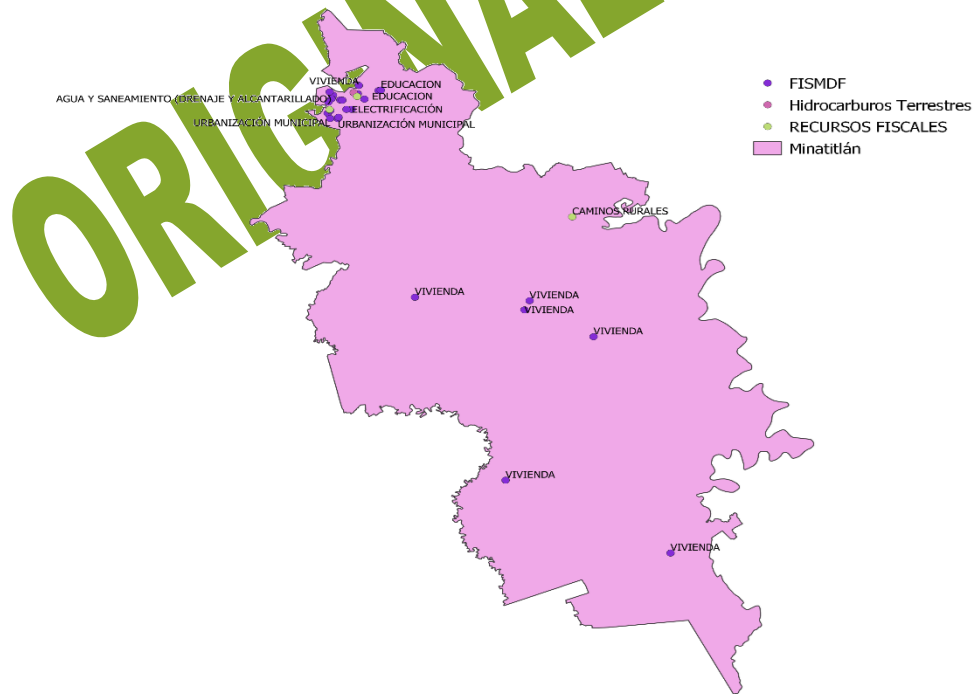 ORIGINAL
VIVIENDA
EDUCACION
AGUA Y SANEAMIENTO (DRENAJE Y ALCANTARILLADO)
EDUCACION
ELECTRIFICACIÓN
URBANIZACIÓN MUNICIPAL
URBANIZACIÓN MUNICIPAL
FISMDF
Hidrocarburos Terrestres
RECURSOS FISCALES
Minatitlán
CAMINOS RURALES
VIVIENDA
VIVIENDA
VIVIENDA
VIVIENDA
VIVIENDA
VIVIENDA